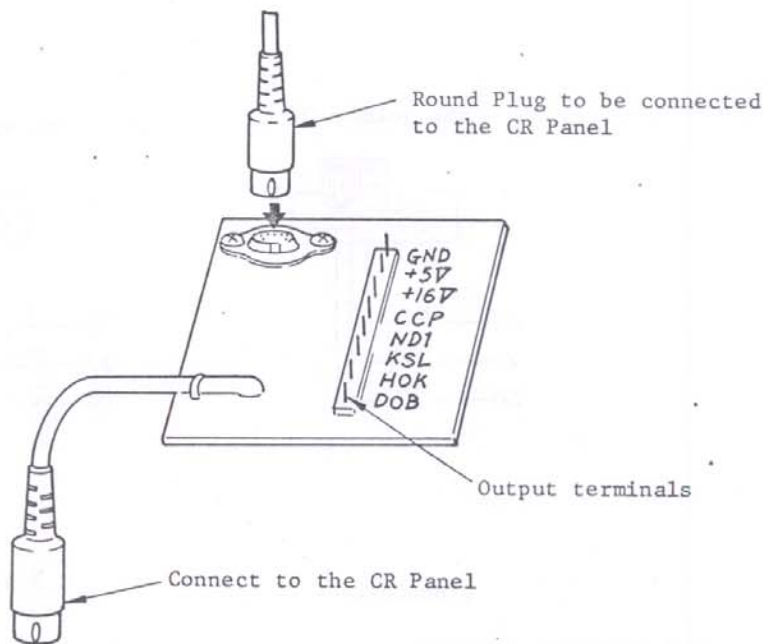 Round Plug to be connected
to the CR Panel
GND
+5V
+16V
CCP
ND1
KSL
HOK
DOB
Output terminals
Connect to the CR Panel